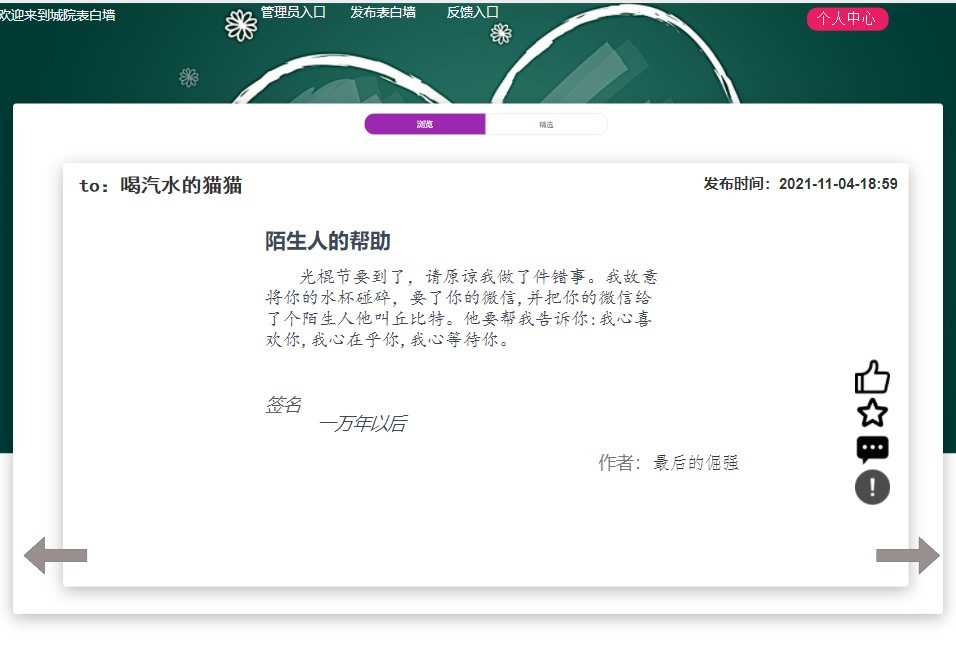 欢迎来到城院表白墙
管理员入口 发布表白墙 反馈入口
个人中心
浏览 精选
to: 喝汽水的猫猫
发布时间：2021-11-04-18:59
陌生人的帮助
光棍节要到了，请原谅我做了件错事。我故意
将你的水杯碰碎，要了你的微信,并把你的微信给
了个陌生人他叫丘比特。他要帮我告诉你:我心喜
欢你,我心在乎你,我心等待你。
签名
一万年以后
作者：最后的倔强